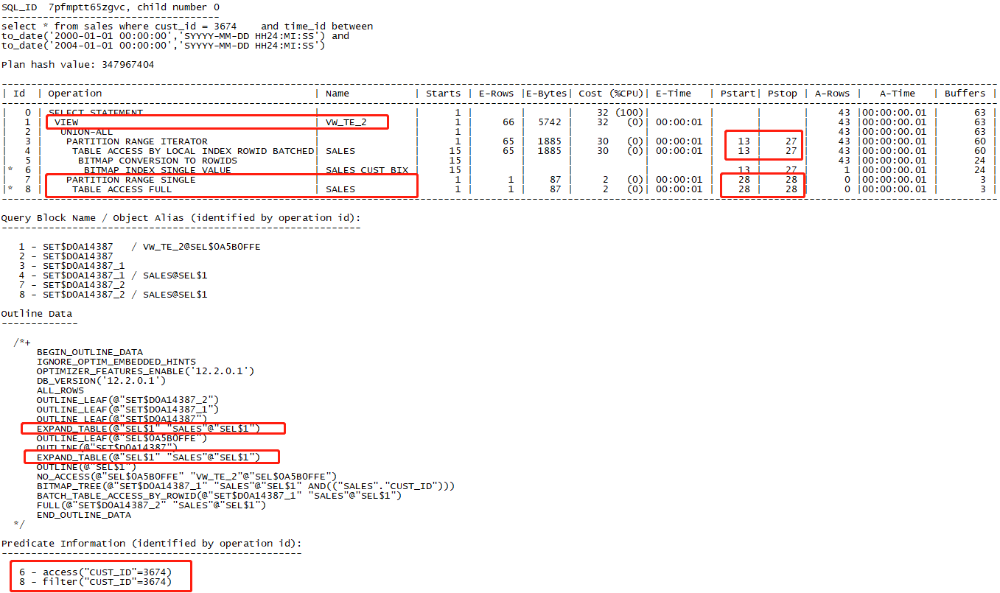 SQL_ID  7pfmptt65zgvc, child number 0
-------------------------------------
select * from sales where cust_id = 3674    and time_id between
to_date('2000-01-01 00:00:00','SYYYY-MM-DD HH24:MI:SS') and
to_date('2004-01-01 00:00:00','SYYYY-MM-DD HH24:MI:SS')
Plan hash value: 347967404
| Id  | Operation                                  | Name           | Starts | E-Rows |E-Bytes| Cost (%CPU)| E-Time   | Pstart| Pstop | A-Rows |   A-Time   | Buffers |
|   0 | SELECT STATEMENT                           |                |      1 |        |       |    32 (100)|          |       |       |     43 |00:00:00.01 |      63 |
|   1 |  VIEW                                      | VW_TE_2        |      1 |     66 |  5742 |    32   (0)| 00:00:01 |       |       |     43 |00:00:00.01 |      63 |
|   2 |   UNION-ALL                                |                |      1 |        |       |            |          |       |       |     43 |00:00:00.01 |      63 |
|   3 |    PARTITION RANGE ITERATOR                |                |      1 |     65 |  1885 |    30   (0)| 00:00:01 |    13 |    27 |     43 |00:00:00.01 |      60 |
|   4 |     TABLE ACCESS BY LOCAL INDEX ROWID BATCHED| SALES          |     15 |     65 |  1885 |    30   (0)| 00:00:01 |    13 |    27 |     43 |00:00:00.01 |      60 |
|   5 |      BITMAP CONVERSION TO ROWIDS           |                |     15 |        |       |            |          |       |       |     43 |00:00:00.01 |      24 |
|*  6 |       BITMAP INDEX SINGLE VALUE            | SALES_CUST_BIX |     15 |        |       |            |          |    13 |    27 |      1 |00:00:00.01 |      24 |
|   7 |    PARTITION RANGE SINGLE                  |                |      1 |      1 |    87 |     2   (0)| 00:00:01 |    28 |    28 |      0 |00:00:00.01 |       3 |
|*  8 |     TABLE ACCESS FULL                      | SALES          |      1 |      1 |    87 |     2   (0)| 00:00:01 |    28 |    28 |      0 |00:00:00.01 |       3 |
Query Block Name / Object Alias (identified by operation id):
-------------------------------------------------------------
   1 - SET$D0A14387   / VW_TE_2@SEL$0A5B0FFE
   2 - SET$D0A14387
   3 - SET$D0A14387_1
   4 - SET$D0A14387_1 / SALES@SEL$1
   7 - SET$D0A14387_2
   8 - SET$D0A14387_2 / SALES@SEL$1
Outline Data
-------------
  /*+
      BEGIN_OUTLINE_DATA
      IGNORE_OPTIM_EMBEDDED_HINTS
      OPTIMIZER_FEATURES_ENABLE('12.2.0.1')
      DB_VERSION('12.2.0.1')
      ALL_ROWS
      OUTLINE_LEAF(@"SET$D0A14387_2")
      OUTLINE_LEAF(@"SET$D0A14387_1")
      OUTLINE_LEAF(@"SET$D0A14387")
      EXPAND_TABLE(@"SEL$1" "SALES"@"SEL$1")
      OUTLINE_LEAF(@"SEL$0A5B0FFE")
      OUTLINE(@"SET$D0A14387")
      EXPAND_TABLE(@"SEL$1" "SALES"@"SEL$1")
      OUTLINE(@"SEL$1")
      NO_ACCESS(@"SEL$0A5B0FFE" "VW_TE_2"@"SEL$0A5B0FFE")
      BITMAP_TREE(@"SET$D0A14387_1" "SALES"@"SEL$1" AND(("SALES"."CUST_ID")))
      BATCH_TABLE_ACCESS_BY_ROWID(@"SET$D0A14387_1" "SALES"@"SEL$1")
      FULL(@"SET$D0A14387_2" "SALES"@"SEL$1")
      END_OUTLINE_DATA
  */
Predicate Information (identified by operation id):
---------------------------------------------------
   6 - access("CUST_ID"=3674)
   8 - filter("CUST_ID"=3674)